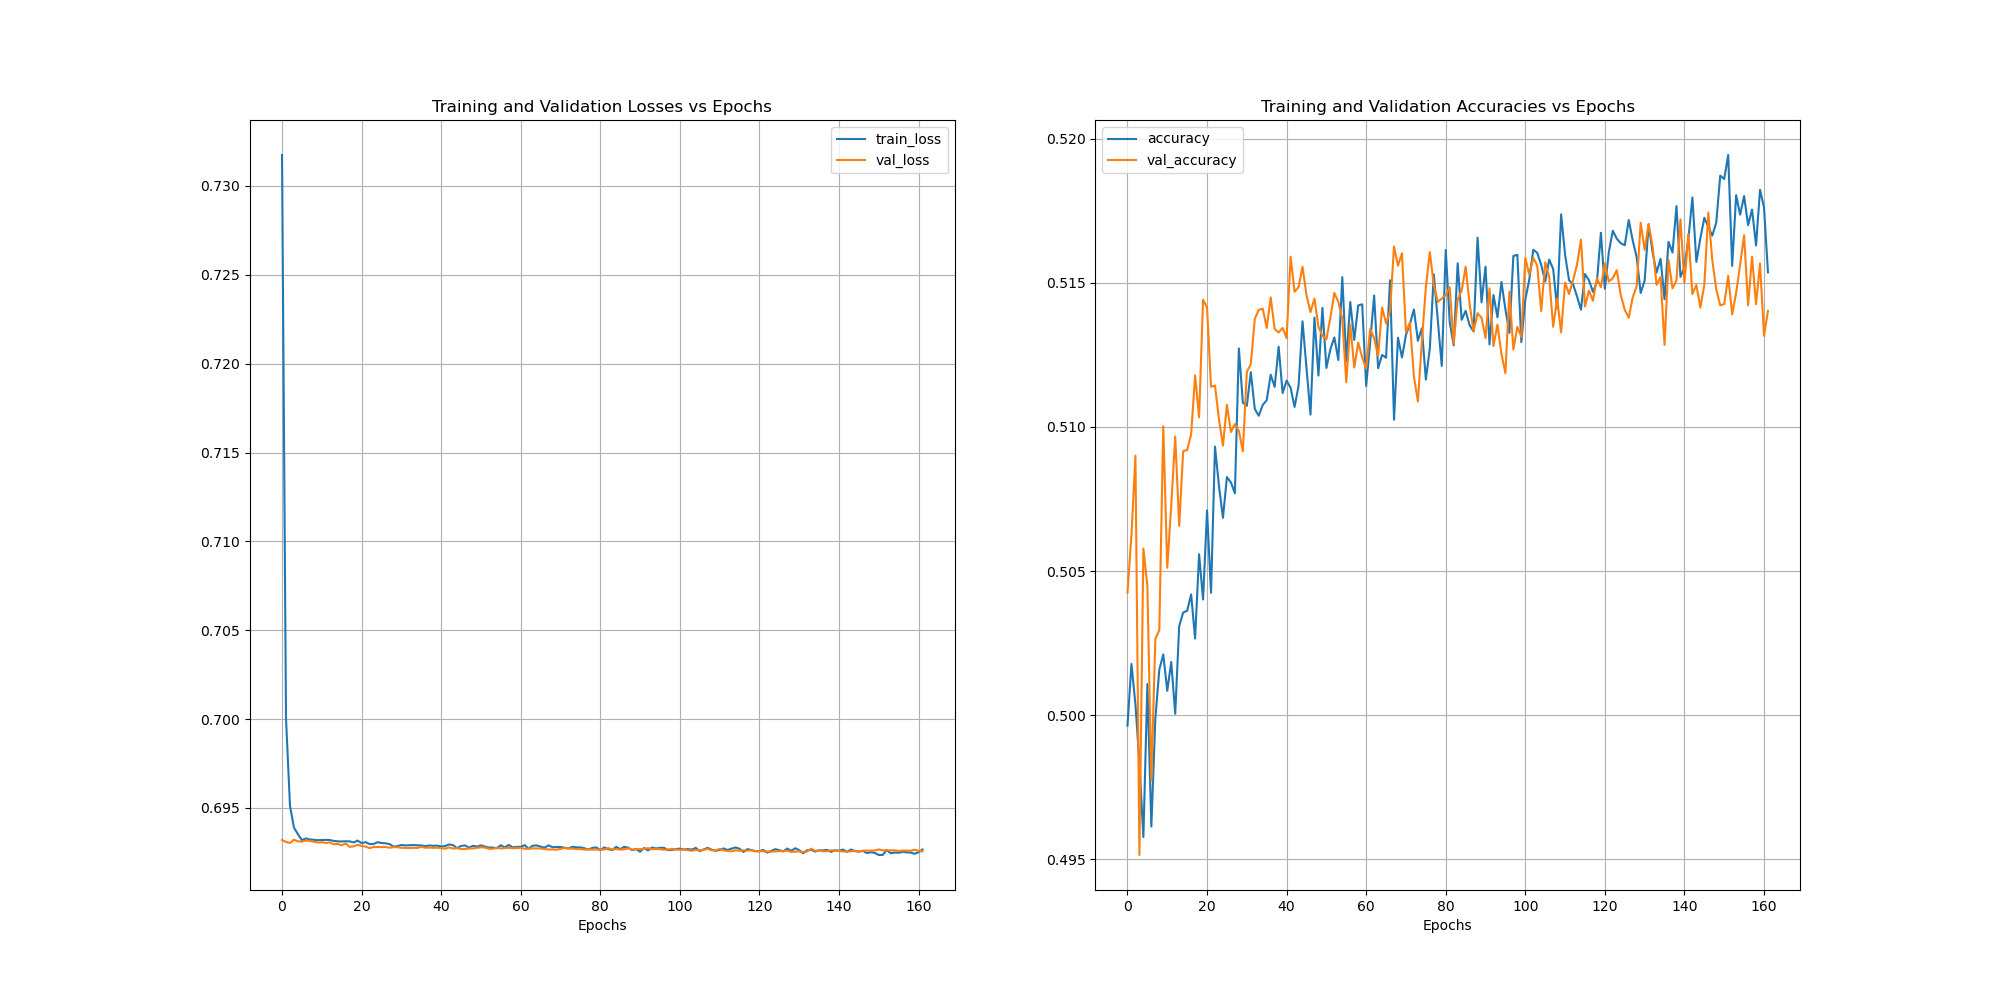 Training and Validation Losses vs Epochs
train_loss
val_loss
0.730
0.725
0.720
0.715
0.710
0.705
0.700
0.695
0 20 40 60 80 100 120 140 160
Epochs
Training and Validation Accuracies vs Epochs
accuracy
val_accuracy
0.520
0.515
0.510
0.505
0.500
0.495
0 20 40 60 80 100 120 140 160
Epochs